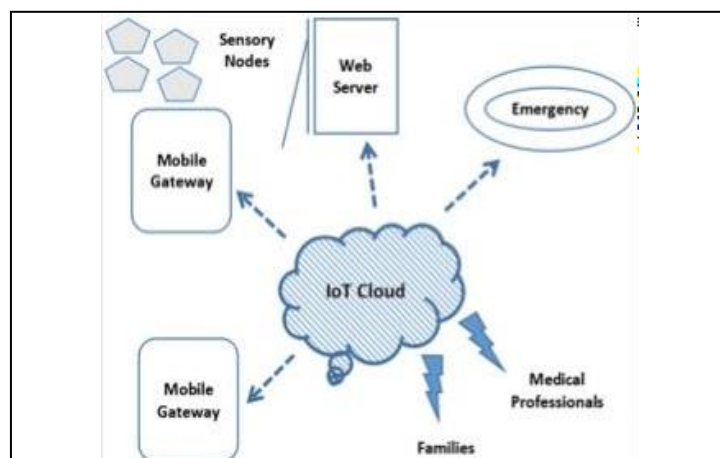 Sensory
Nodes
Web
Server
Emergency
Mobile
Gateway
IoT Cloud
Mobile
Gateway
Medical
Professionals
Families